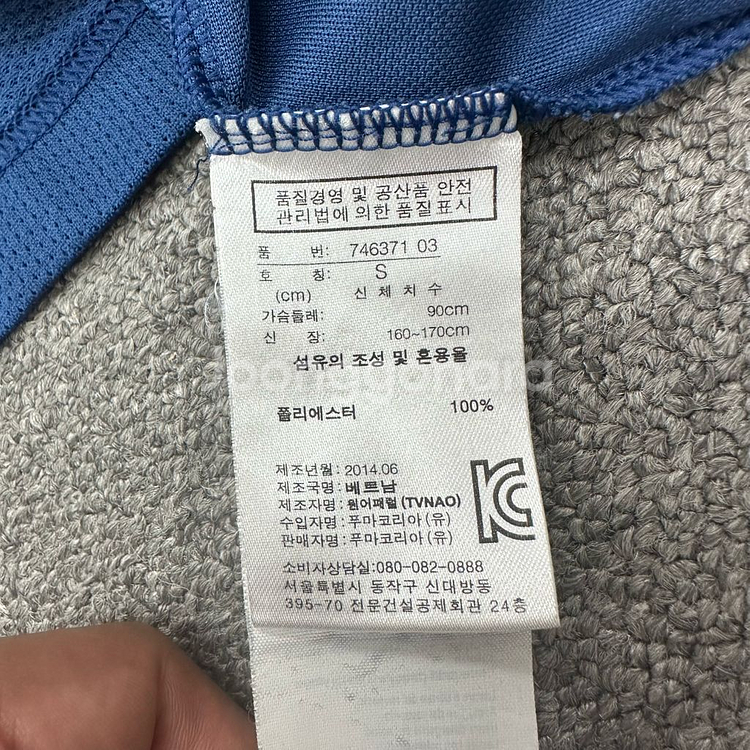 품질경영 및 공산품 안전
관리법에 의한 품질표시
품 번: 746371 03
호 칭: S
(cm) 신 체 치 수
가슴둘레: 90cm
신 장: 160~170cm
섬유의 조성 및 혼용율
폴리에스터 100%
제조년월: 2014.06
제조국명: 베트남
제조자명: 원어패럴 (TVNAO)
수입자명: 푸마코리아 (유)
판매자명: 푸마코리아 (유)
소비자상담실:080-082-0888
서울특별시 동작구 신대방동
395-70 전문건설공제회관 24층